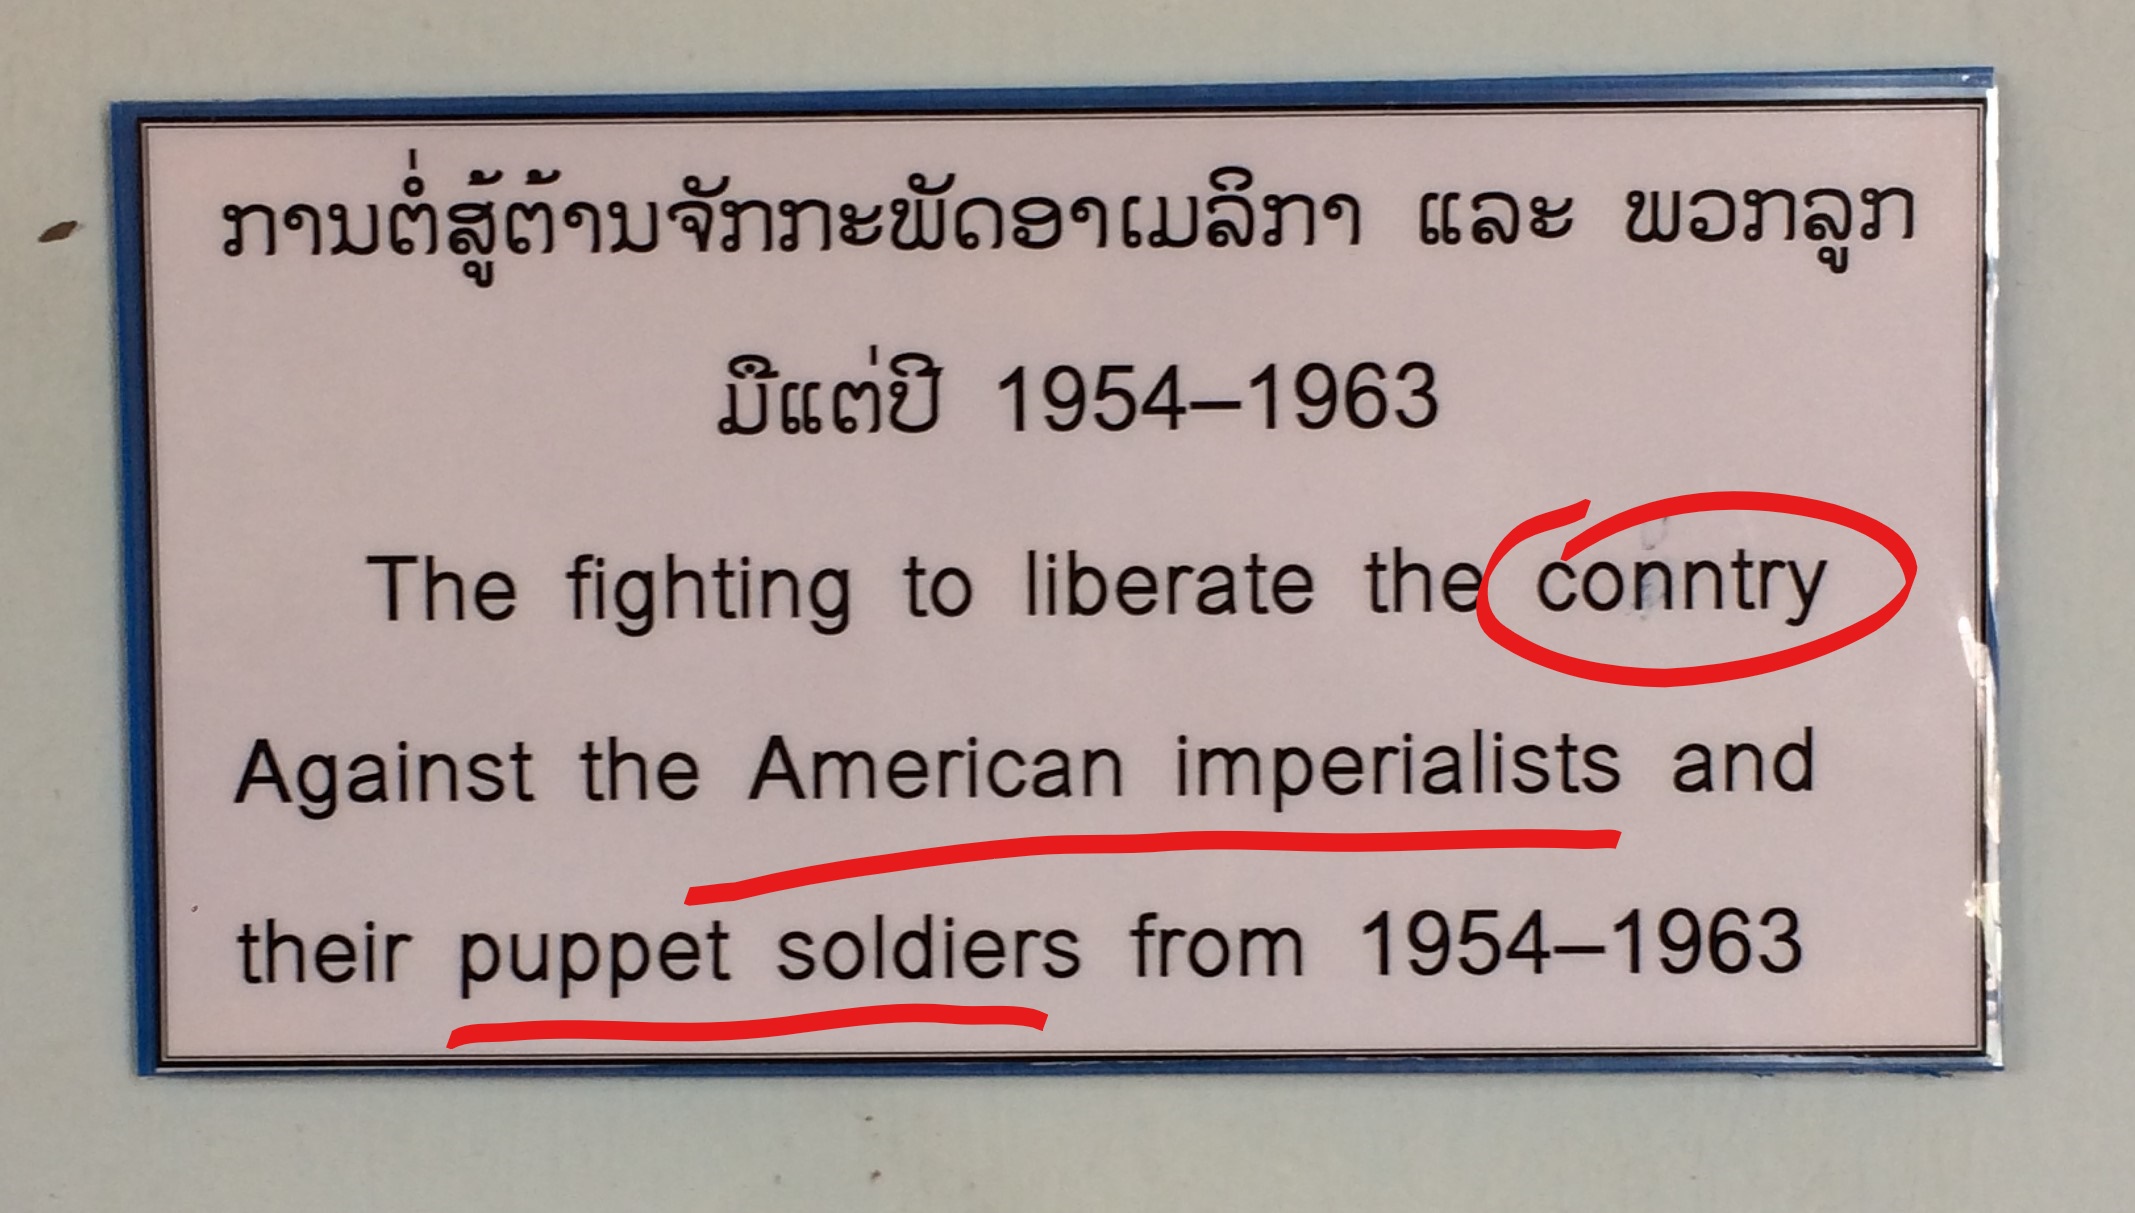 ການຕໍ່ສູ້ຕ້ານຈັກກະພັດອາເມລິກາ ແລະ ພວກລູກ
ມືແຕ່ປີ 1954–1963
The fighting to liberate the conntry
Against the American imperialists and
their puppet soldiers from 1954–1963